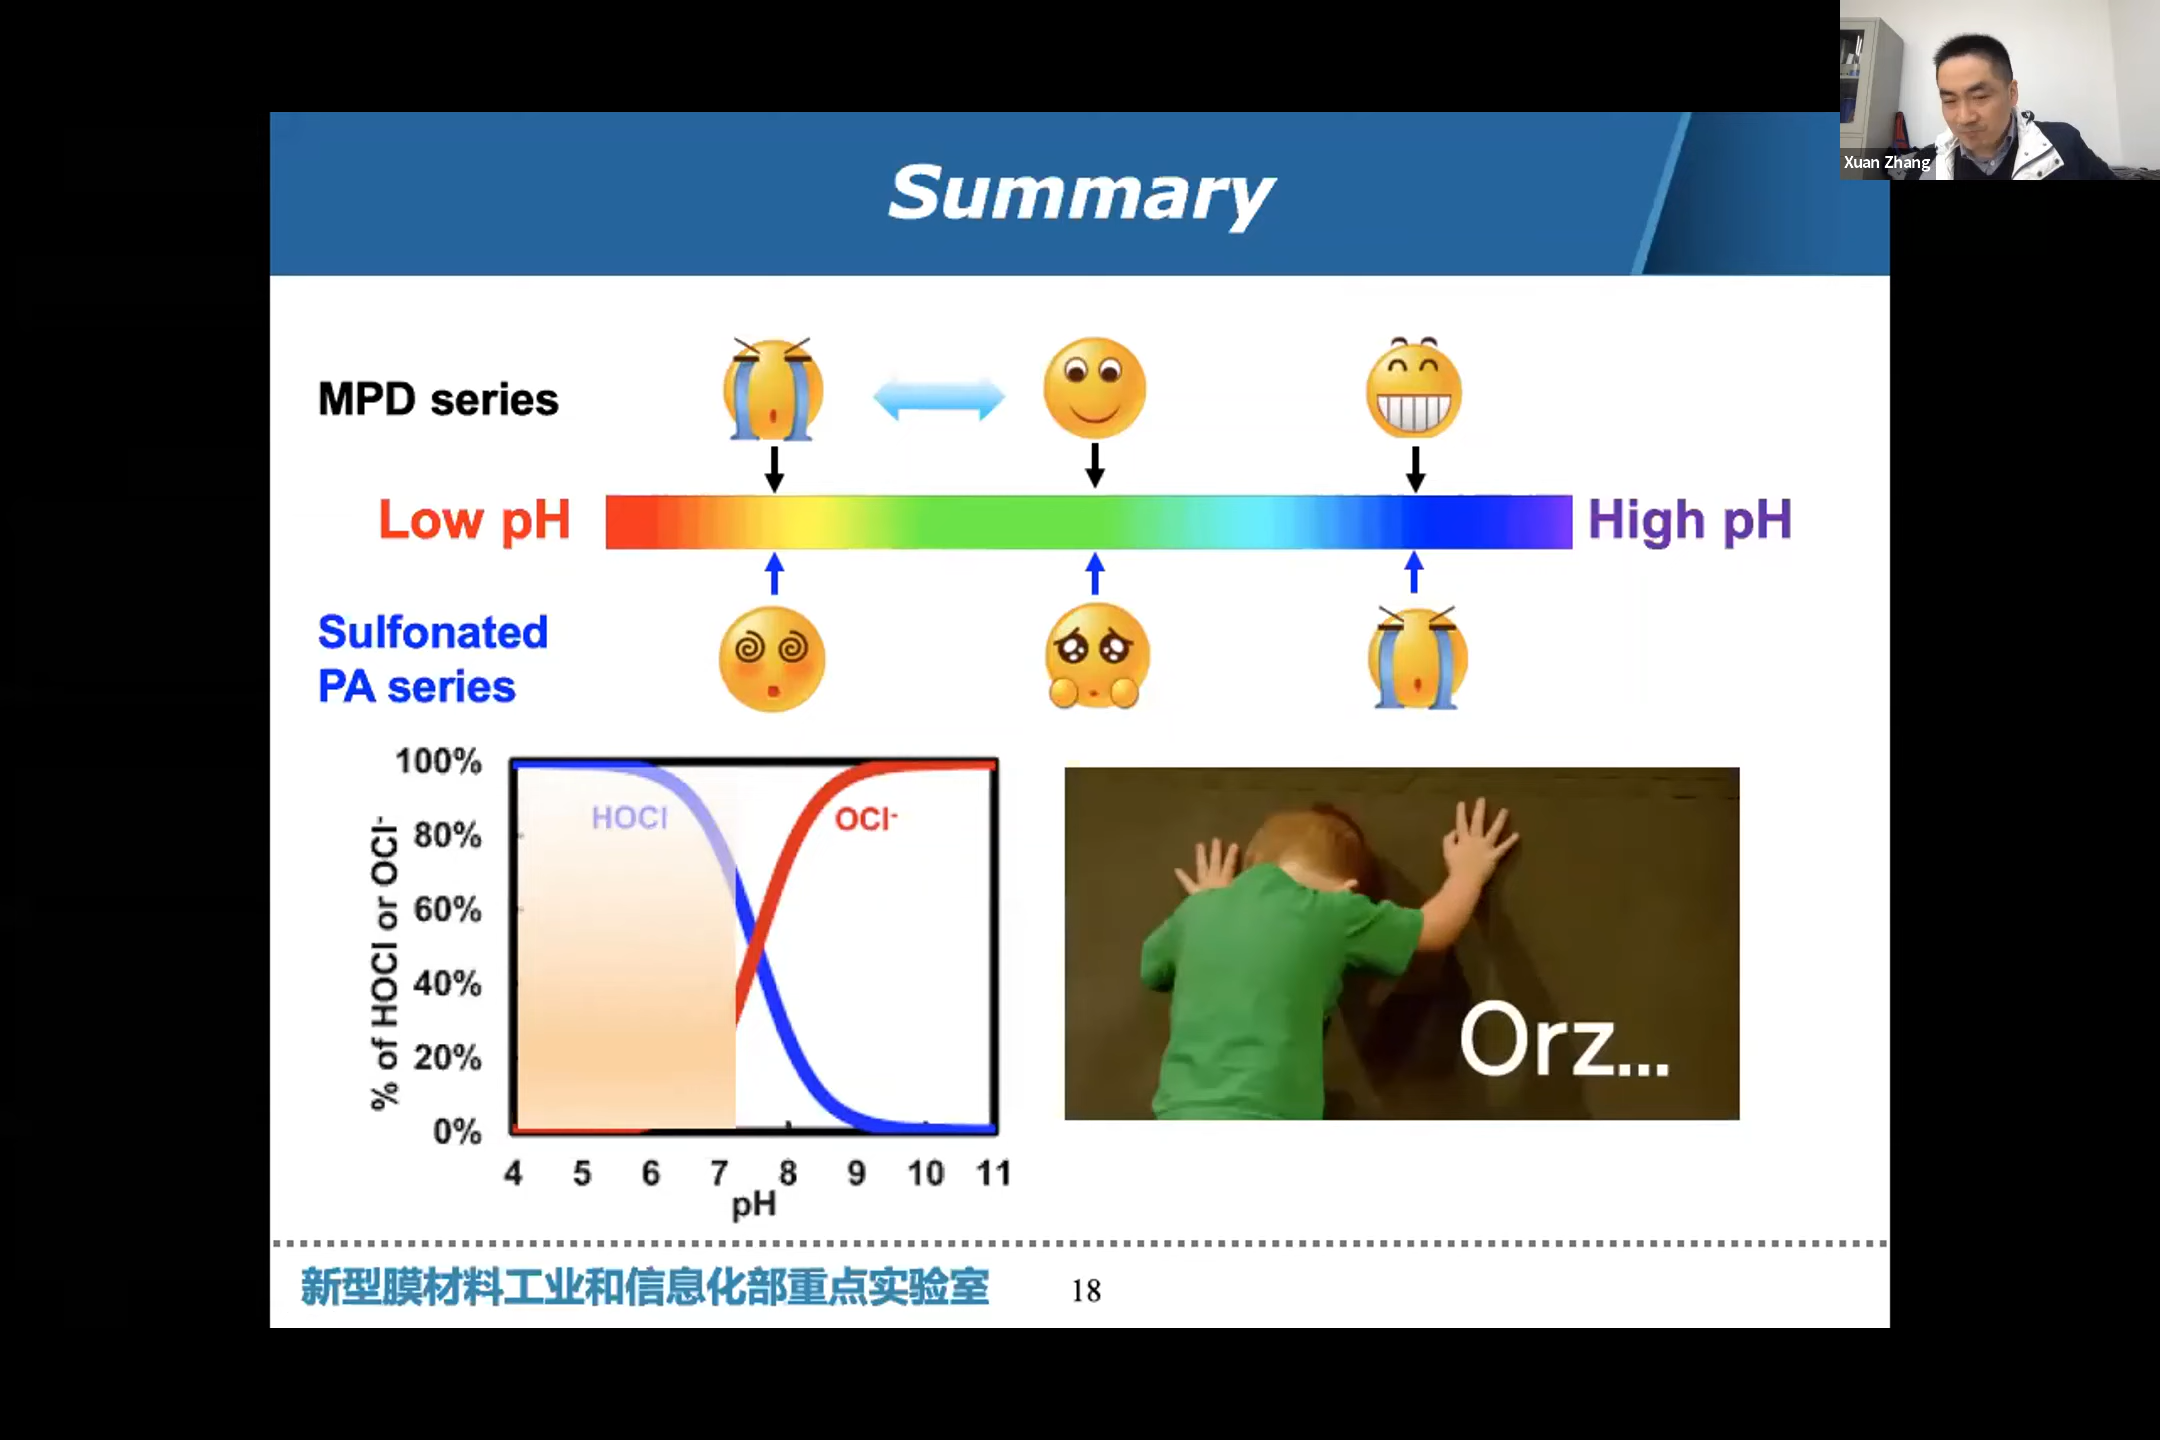 Xuan Zhang
Summary
MPD series
Low pH
High pH
Sulfonated
PA series
100%
80%
60%
40%
20%
0%
% of HOCl or OCl-
HOCl
OCl-
4 5 6 7 8 9 10 11
pH
Orz...
新型膜材料工业和信息化部重点实验室
18